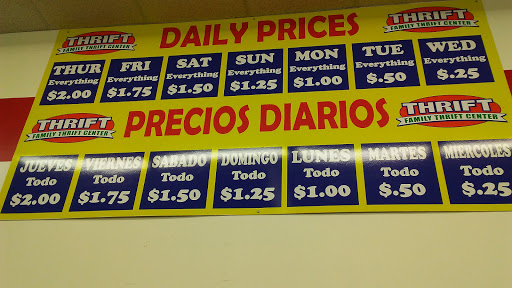 DAILY PRICES
THRIFT
FAMILY THRIFT CENTER
THRIFT
FAMILY THRIFT CENTER
THUR FRI SAT SUN MON TUE WED
Everything Everything Everything Everything Everything Everything Everything
$2.00 $1.75 $1.50 $1.25 $1.00 $.50 $.25
THRIFT
FAMILY THRIFT CENTER
PRECIOS DIARIOS
THRIFT
FAMILY THRIFT CENTER
JUEVES VIERNES SABADO DOMINGO LUNES MARTES MIERCOLES
Todo Todo Todo Todo Todo Todo Todo
$2.00 $1.75 $1.50 $1.25 $1.00 $.50 $.25